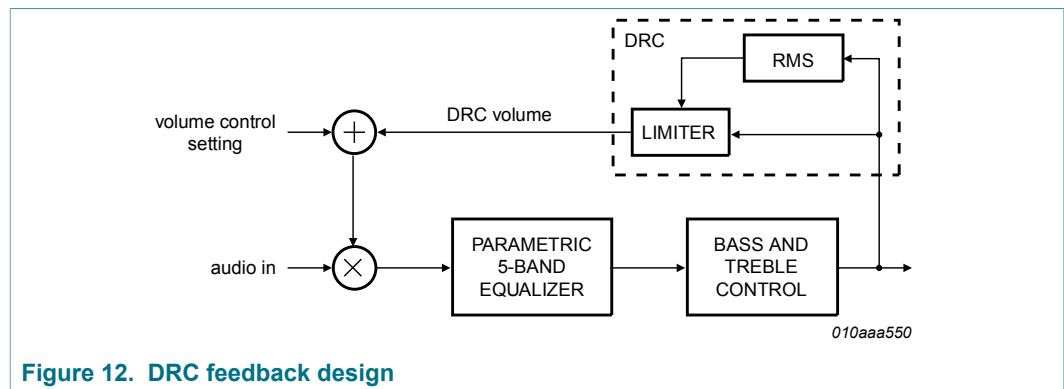 DRC
RMS
LIMITER
DRC volume
volume control
setting
+
audio in
×
PARAMETRIC
5-BAND
EQUALIZER
BASS AND
TREBLE
CONTROL
010aaa550
Figure 12. DRC feedback design